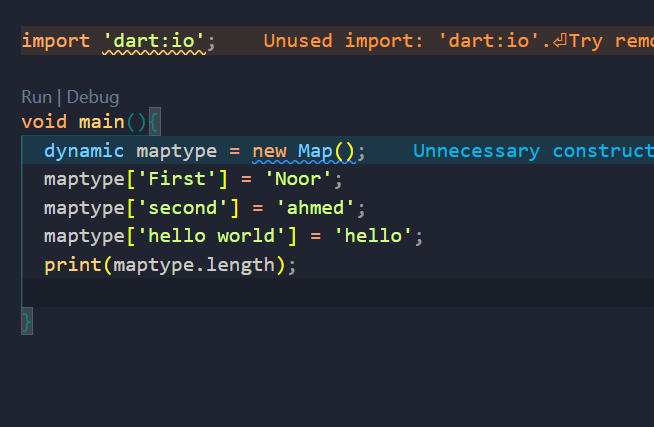 import 'dart:io';    Unused import: 'dart:io'.⏎Try remo
Run | Debug
void main(){
  dynamic maptype = new Map();    Unnecessary construct
  maptype['First'] = 'Noor';
  maptype['second'] = 'ahmed';
  maptype['hello world'] = 'hello';
  print(maptype.length);
}